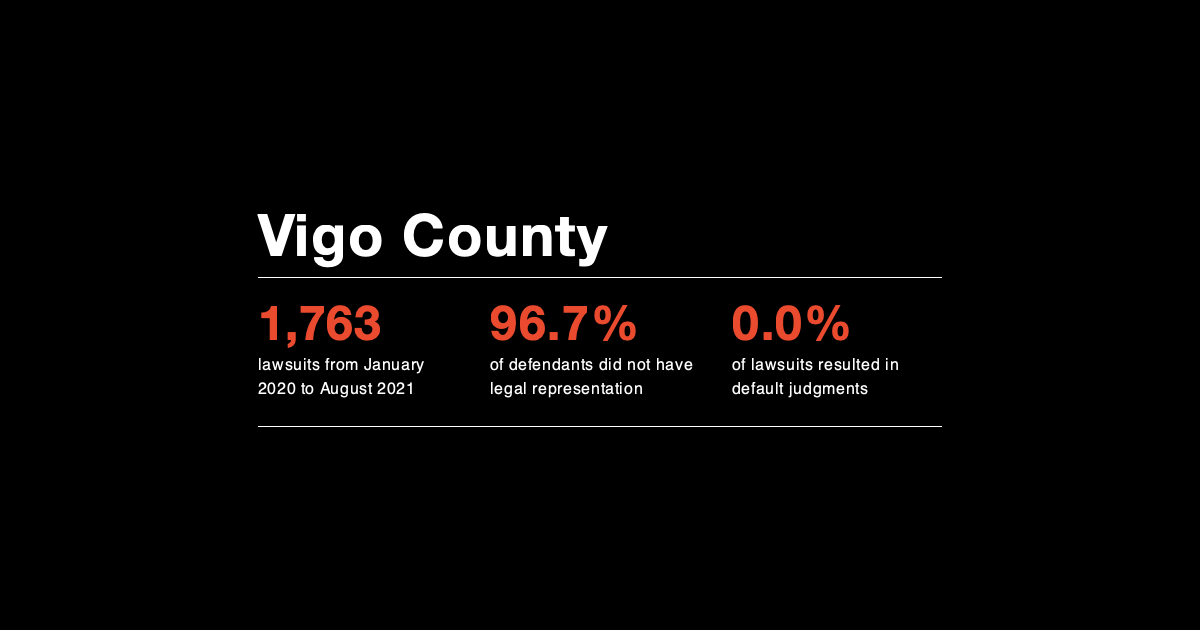 Vigo County
1,763
lawsuits from January
2020 to August 2021
96.7%
of defendants did not have
legal representation
0.0%
of lawsuits resulted in
default judgments